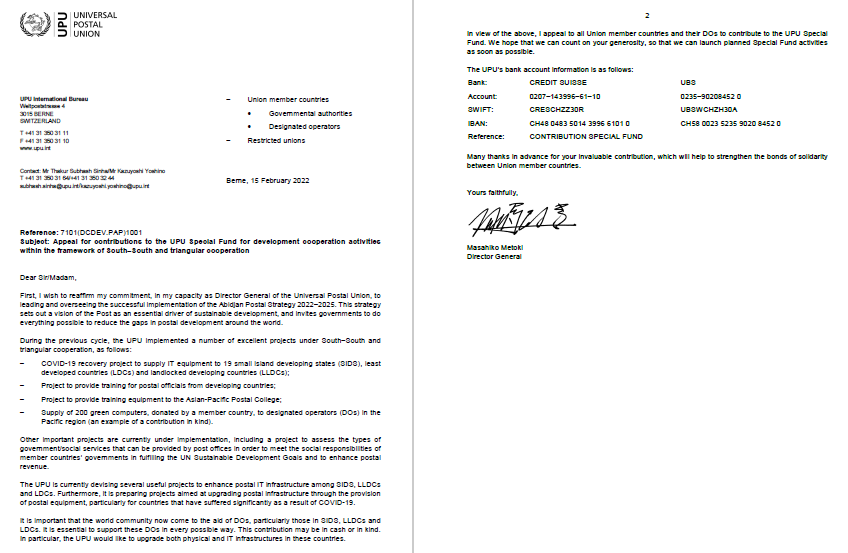 UPU
UNIVERSAL
POSTAL
UNION
UPU International Bureau
Weltpoststrasse 4
3015 BERNE
SWITZERLAND
T +41 31 350 31 11
F +41 31 350 31 10
www.upu.int
Contact: Mr Thakur Subhash Sinha/Mr Kazuyoshi Yoshino
T +41 31 350 31 64/+41 31 350 32 44
subhash.sinha@upu.int/kazuyoshi.yoshino@upu.int
– Union member countries
• Governmental authorities
• Designated operators
– Restricted unions
Berne, 15 February 2022
Reference: 7101(DCDEV.PAP)1001
Subject: Appeal for contributions to the UPU Special Fund for development cooperation activities
within the framework of South–South and triangular cooperation
Dear Sir/Madam,
First, I wish to reaffirm my commitment, in my capacity as Director General of the Universal Postal Union, to
leading and overseeing the successful implementation of the Abidjan Postal Strategy 2022–2025. This strategy
sets out a vision of the Post as an essential driver of sustainable development, and invites governments to do
everything possible to reduce the gaps in postal development around the world.
During the previous cycle, the UPU implemented a number of excellent projects under South–South and
triangular cooperation, as follows:
– COVID-19 recovery project to supply IT equipment to 19 small island developing states (SIDS), least
developed countries (LDCs) and landlocked developing countries (LLDCs);
– Project to provide training for postal officials from developing countries;
– Project to provide training equipment to the Asian-Pacific Postal College;
– Supply of 200 green computers, donated by a member country, to designated operators (DOs) in the
Pacific region (an example of a contribution in kind).
Other important projects are currently under implementation, including a project to assess the types of
government/social services that can be provided by post offices in order to meet the social responsibilities of
member countries' governments in fulfilling the UN Sustainable Development Goals and to enhance postal
revenue.
The UPU is currently devising several useful projects to enhance postal IT infrastructure among SIDS, LLDCs
and LDCs. Furthermore, it is preparing projects aimed at upgrading postal infrastructure through the provision
of postal equipment, particularly for countries that have suffered significantly as a result of COVID-19.
It is important that the world community now come to the aid of DOs, particularly those in SIDS, LLDCs and
LDCs. It is essential to support these DOs in every possible way. This contribution may be in cash or in kind.
In particular, the UPU would like to upgrade both physical and IT infrastructures in these countries.
2
In view of the above, I appeal to all Union member countries and their DOs to contribute to the UPU Special
Fund. We hope that we can count on your generosity, so that we can launch planned Special Fund activities
as soon as possible.
The UPU's bank account information is as follows:
Bank: CREDIT SUISSE UBS
Account: 0207-143996-61-10 0235-90208452 0
SWIFT: CRESCHZZ30R UBSWCHZH30A
IBAN: CH48 0483 5014 3996 6101 0 CH58 0023 5235 9020 8452 0
Reference: CONTRIBUTION SPECIAL FUND
Many thanks in advance for your invaluable contribution, which will help to strengthen the bonds of solidarity
between Union member countries.
Yours faithfully,
Masahiko Metoki
Director General